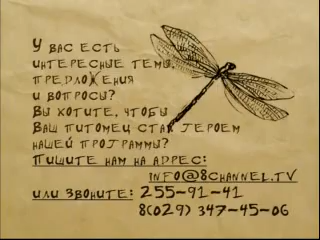 У вас есть
интересные темы,
предложения
и вопросы?
Вы хотите, чтобы
Ваш питомец стал героем
нашей программы?
Пишите нам на адрес:
info@8channel.tv
или звоните: 255-91-41
8(029) 347-45-06